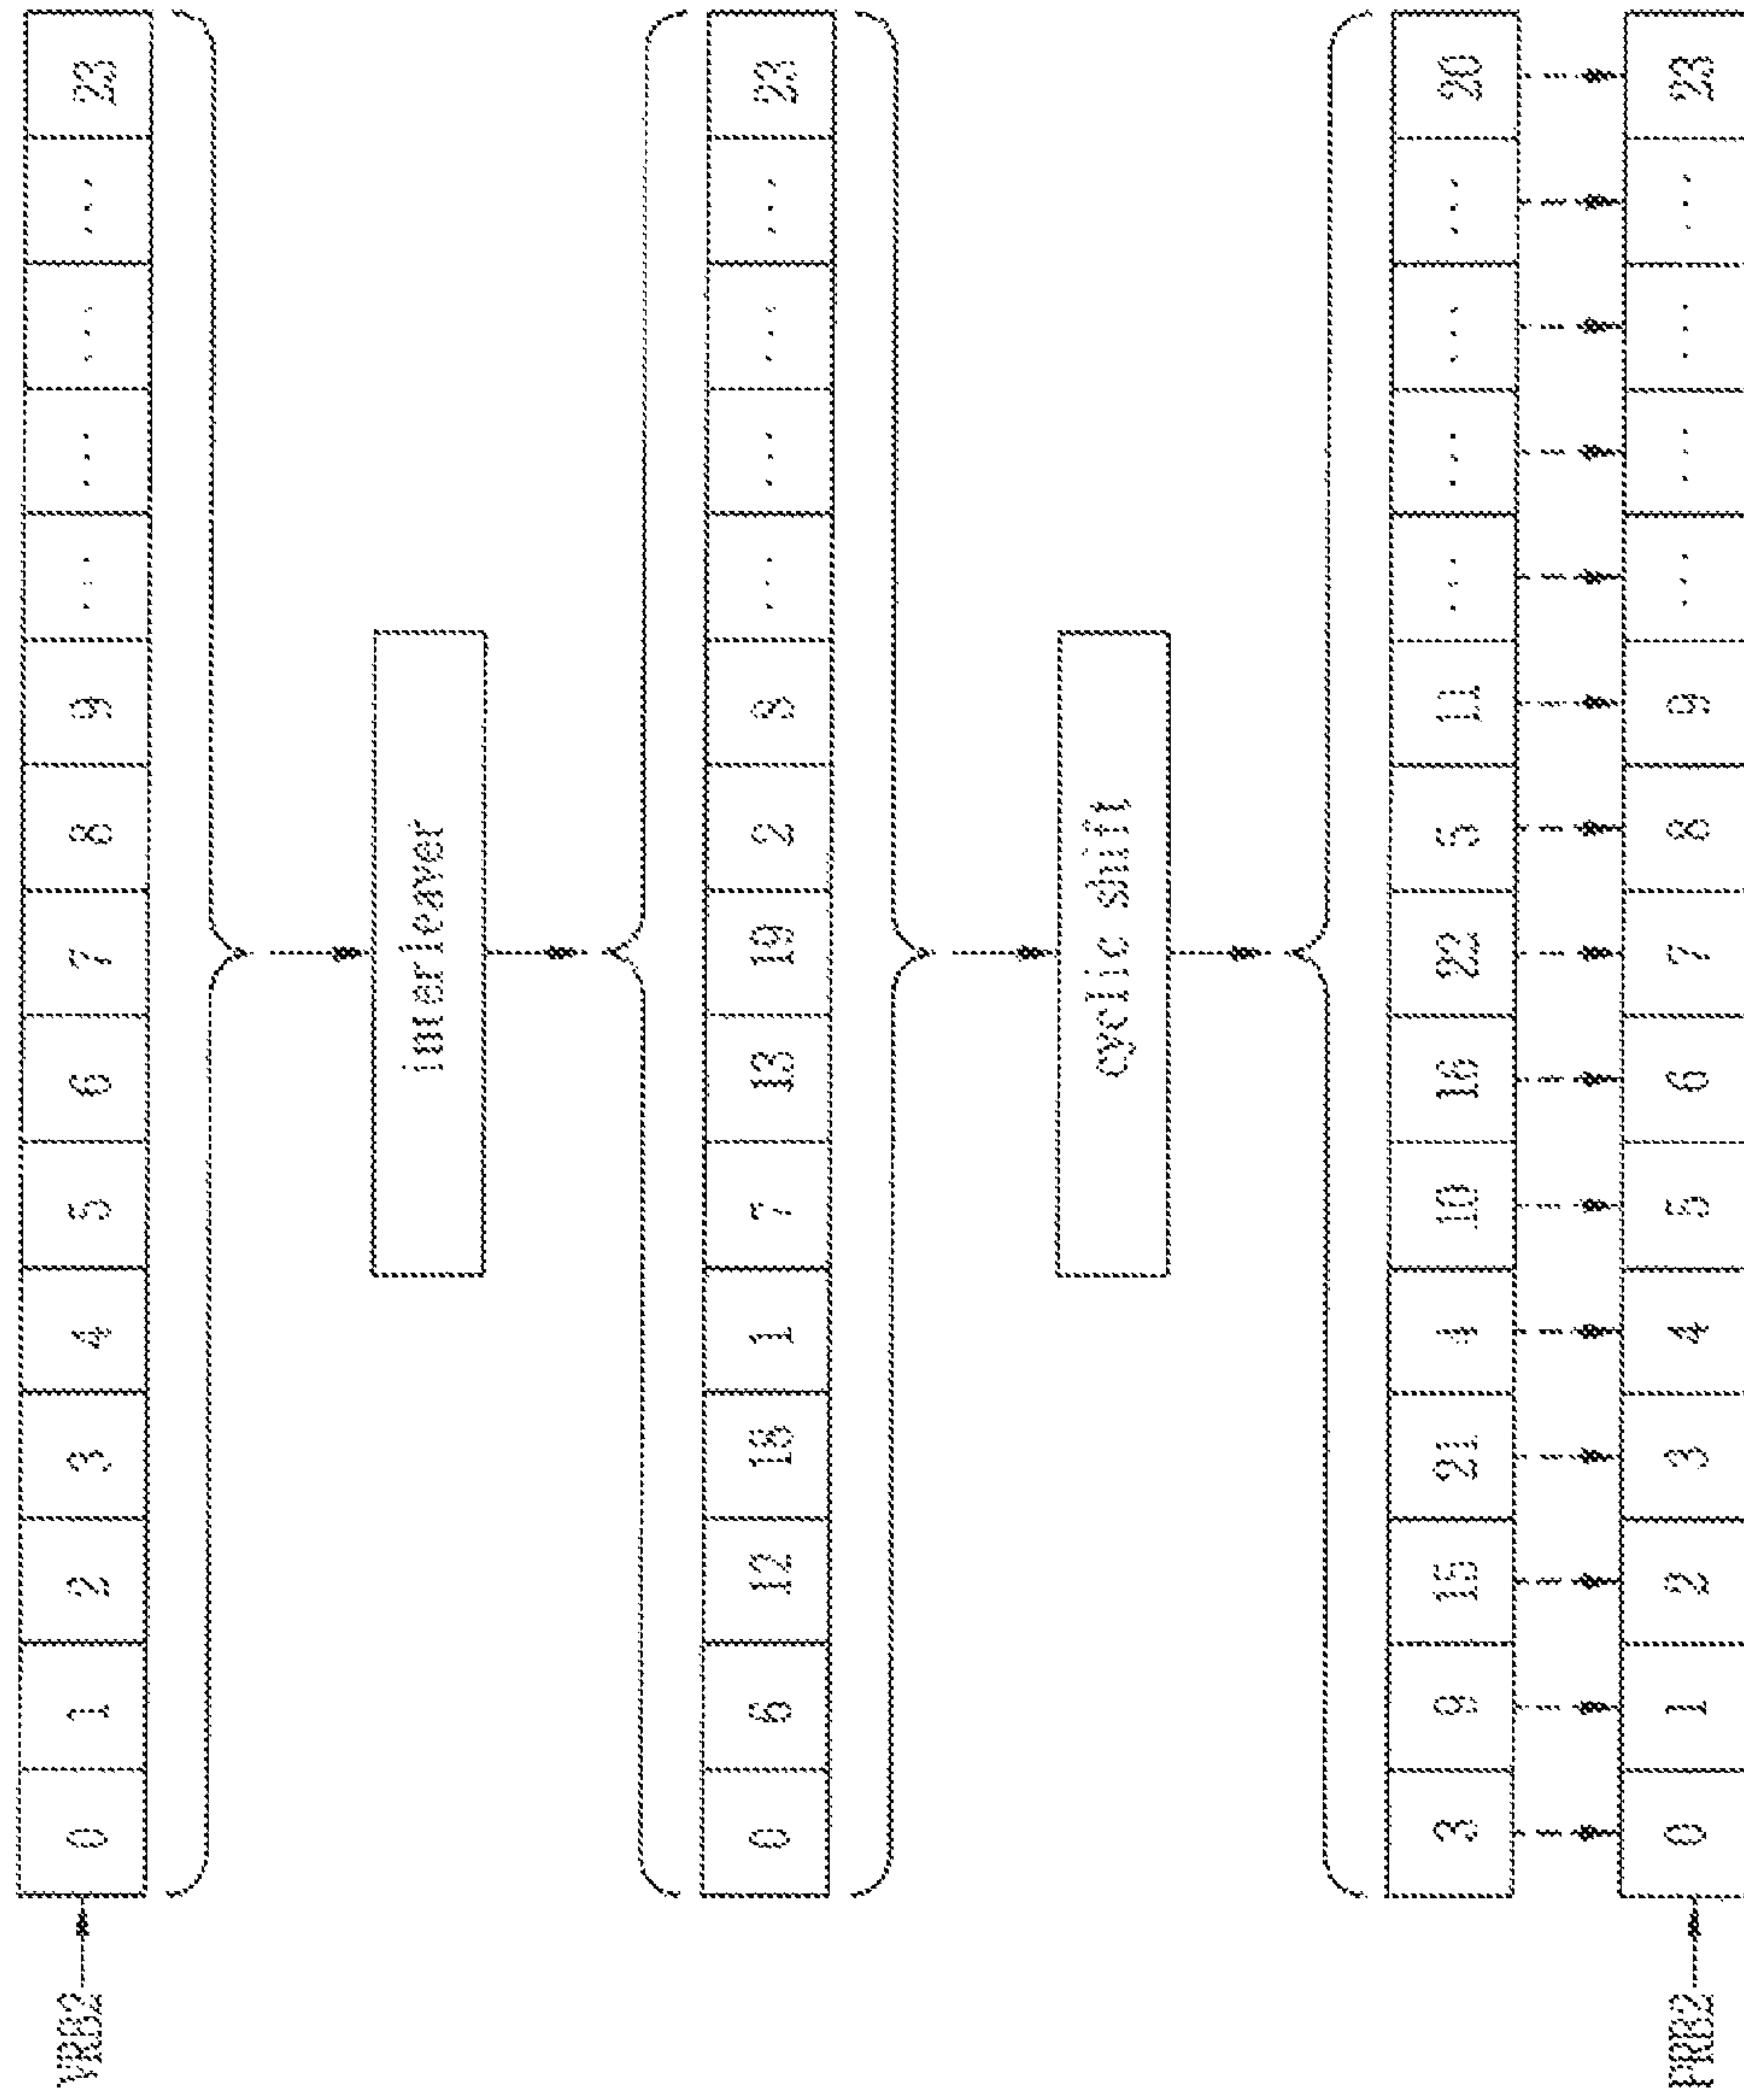 VRB2 0 1 2 3 4 5 6 7 8 9 ... ... ... ... 23
interleaver
0 6 12 18 1 7 13 19 2 8 ... ... ... ... 23
cyclic shift
3 9 15 21 4 10 16 22 5 11 ... ... ... ... 20
PRB2 0 1 2 3 4 5 6 7 8 9 ... ... ... ... 23